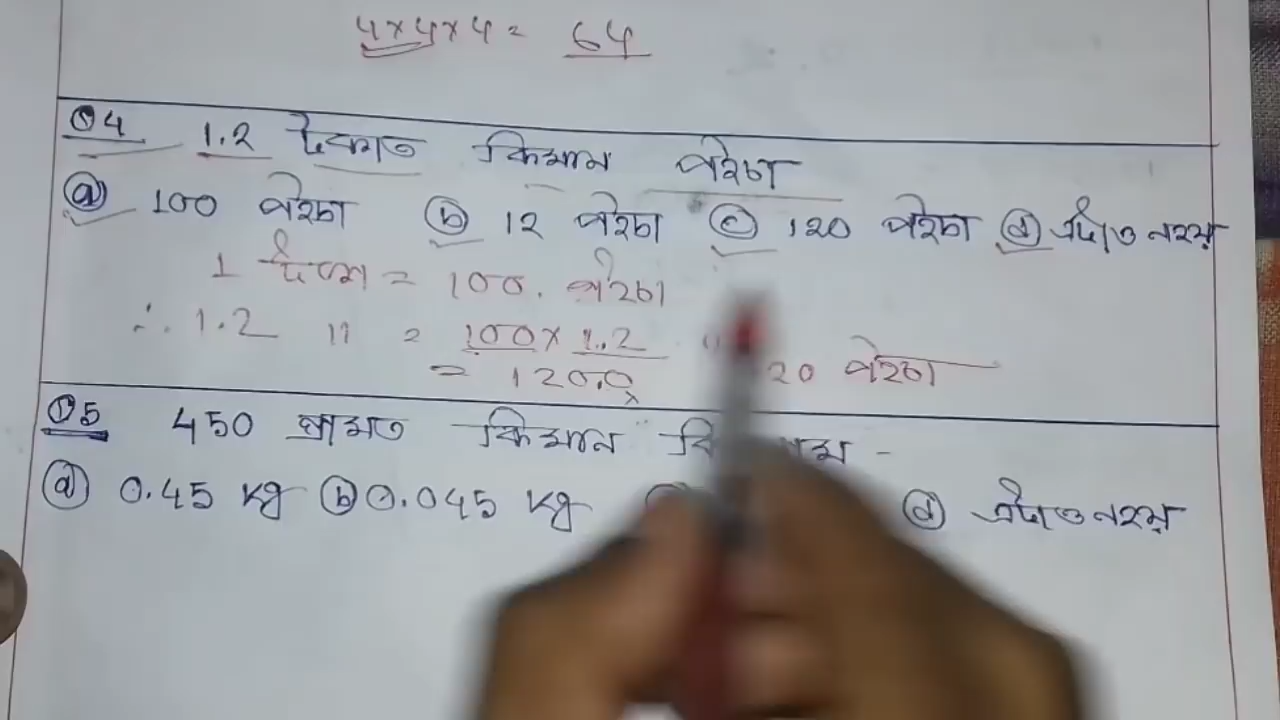 4×4×4= 64
Q4 1.2 টকাত কিমান পইচা
ⓐ 100 পইচা ⓑ 12 পইচা ⓒ 120 পইচা ⓓ এটাও নহয়
1 টকা = 100. পইচা
∴ 1.2 " = 100×1.2 "
= 120.0 20 পইচা
Q5 450 গ্ৰামত কিমান
ⓐ 0.45 kg ⓑ 0.045 kg ⓓ এটাও নহয়